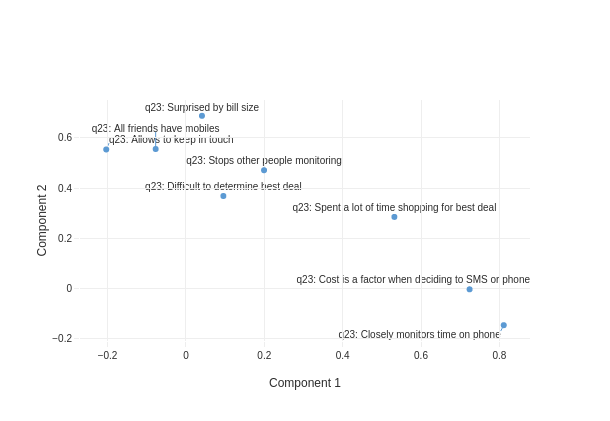 q23: Surprised by bill size
q23: All friends have mobiles
q23: Allows to keep in touch
q23: Stops other people monitoring
q23: Difficult to determine best deal
q23: Spent a lot of time shopping for best deal
q23: Cost is a factor when deciding to SMS or phone
q23: Closely monitors time on phone
0.6
0.4
0.2
0
−0.2
−0.2
0
0.2
0.4
0.6
0.8
Component 1
Component 2